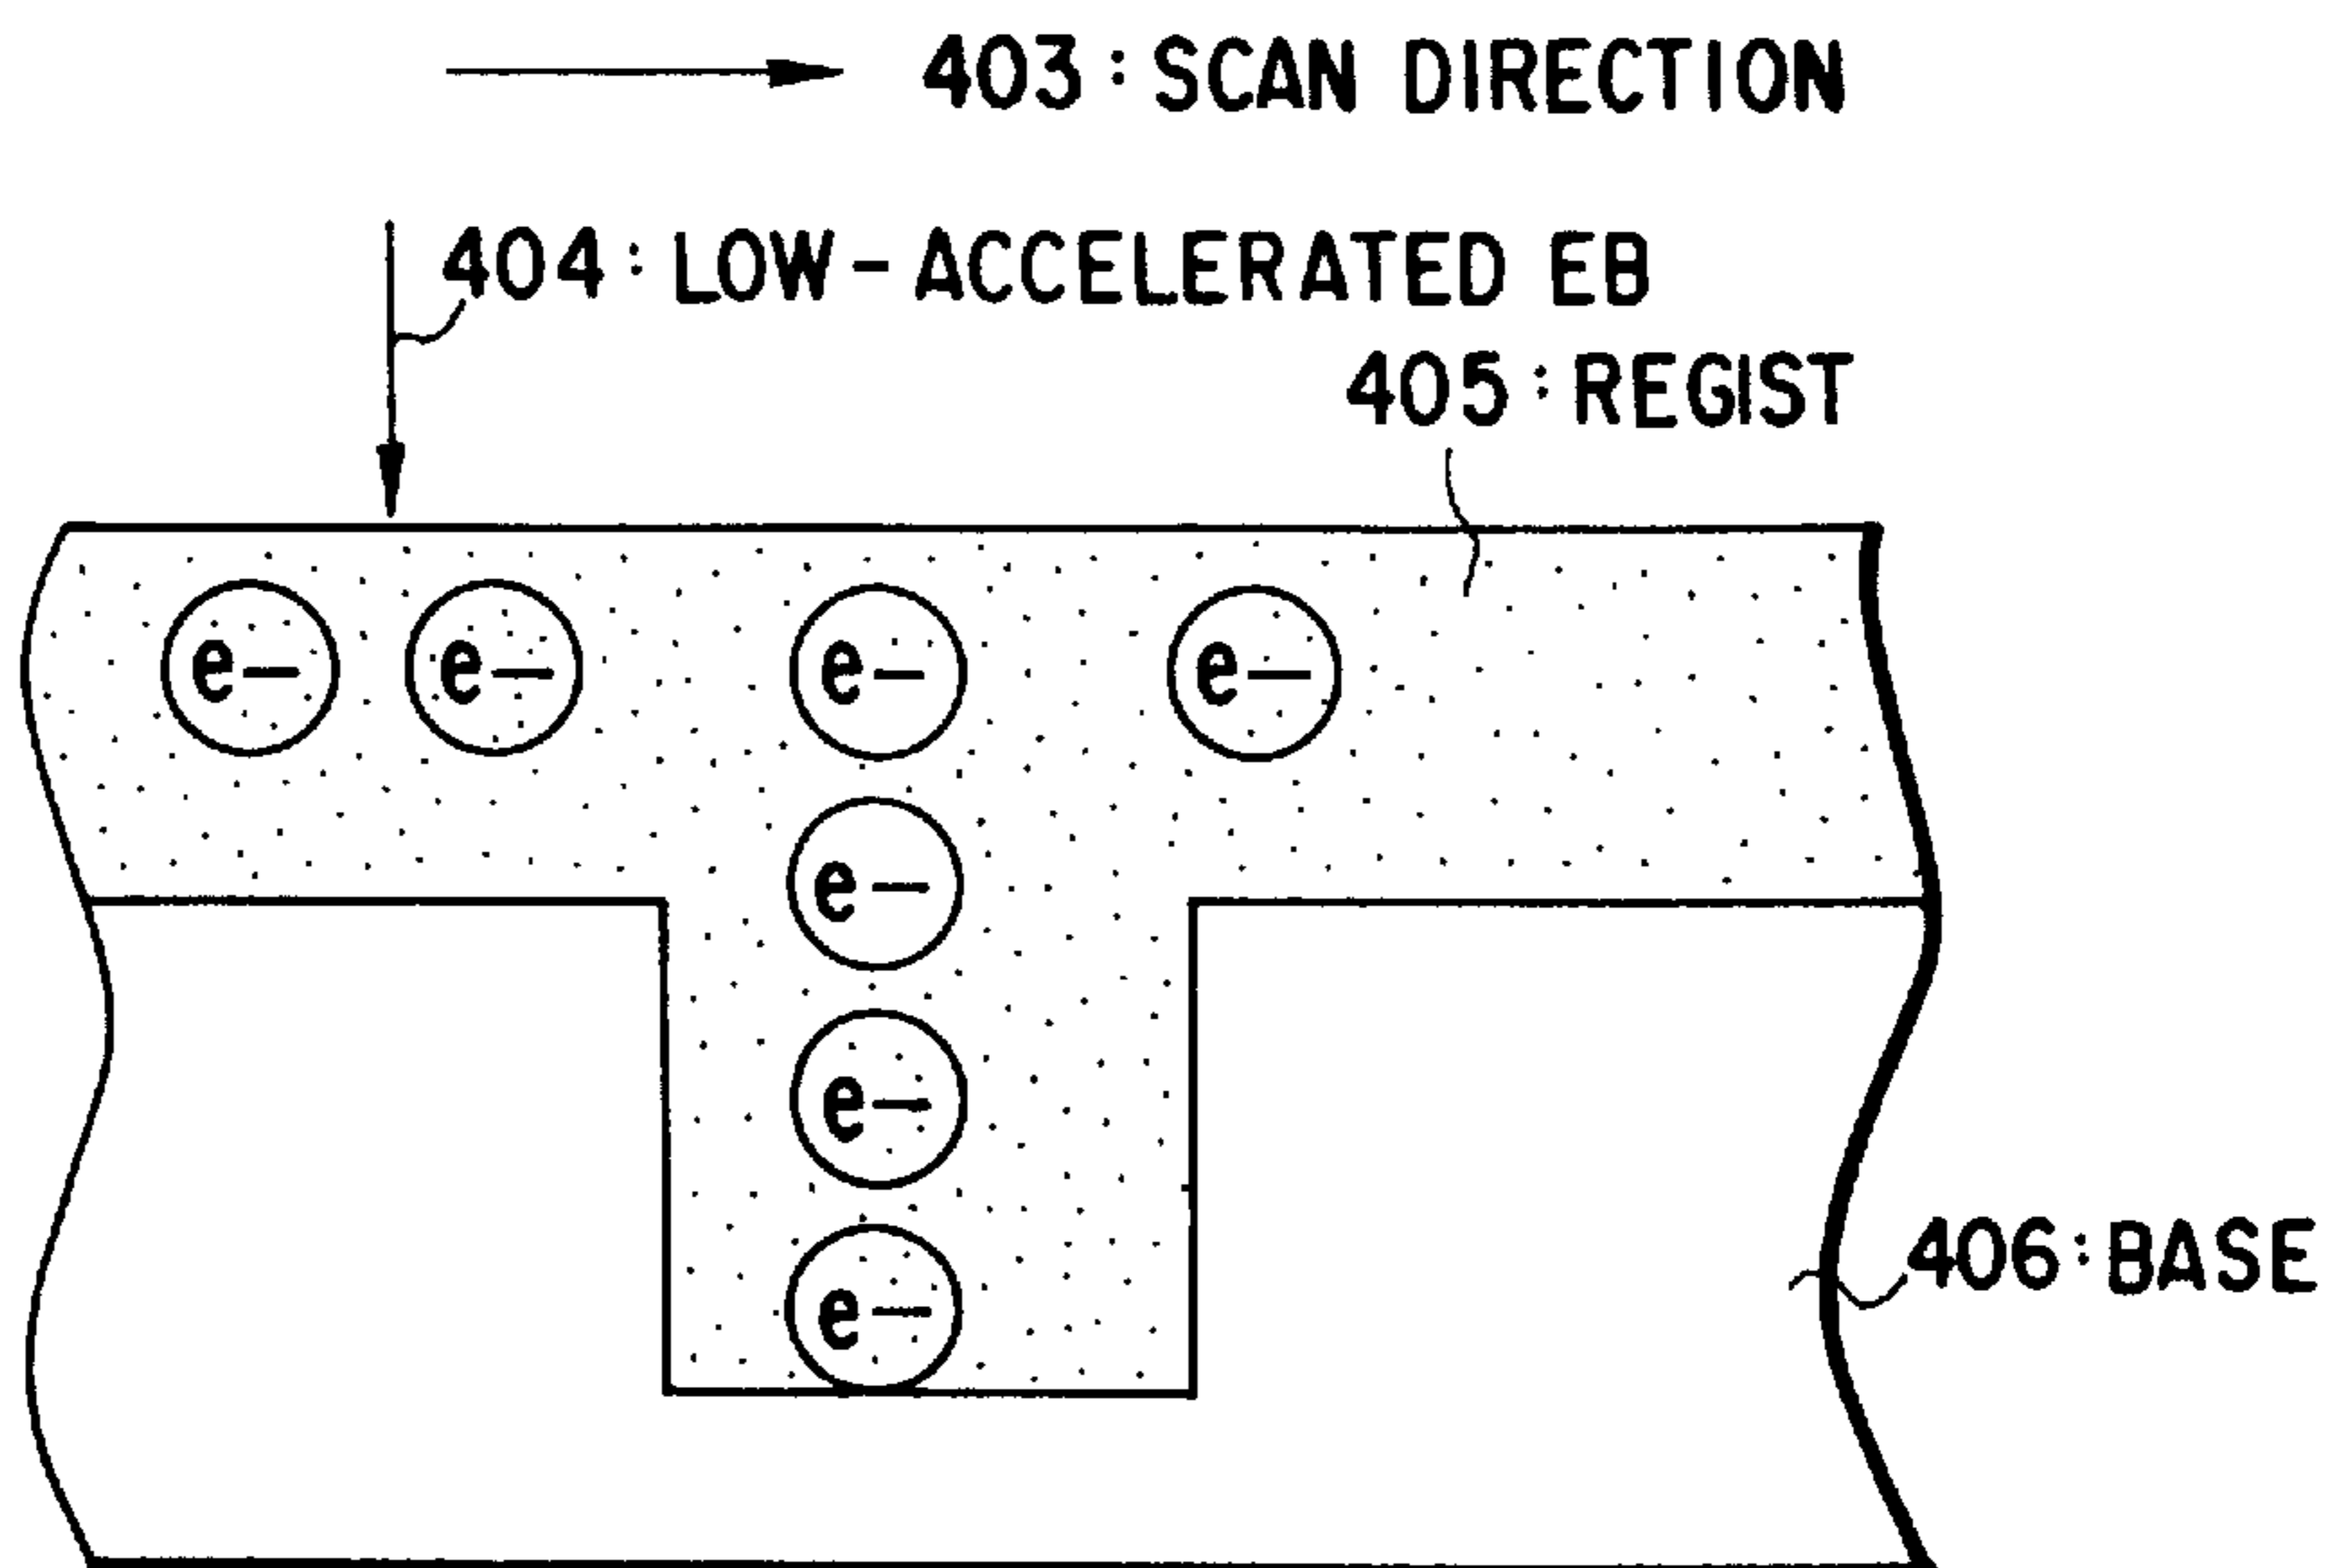 403:SCAN DIRECTION
404:LOW-ACCELERATED EB
405:REGIST
e- e- e- e-
e-
e-
e-
406:BASE